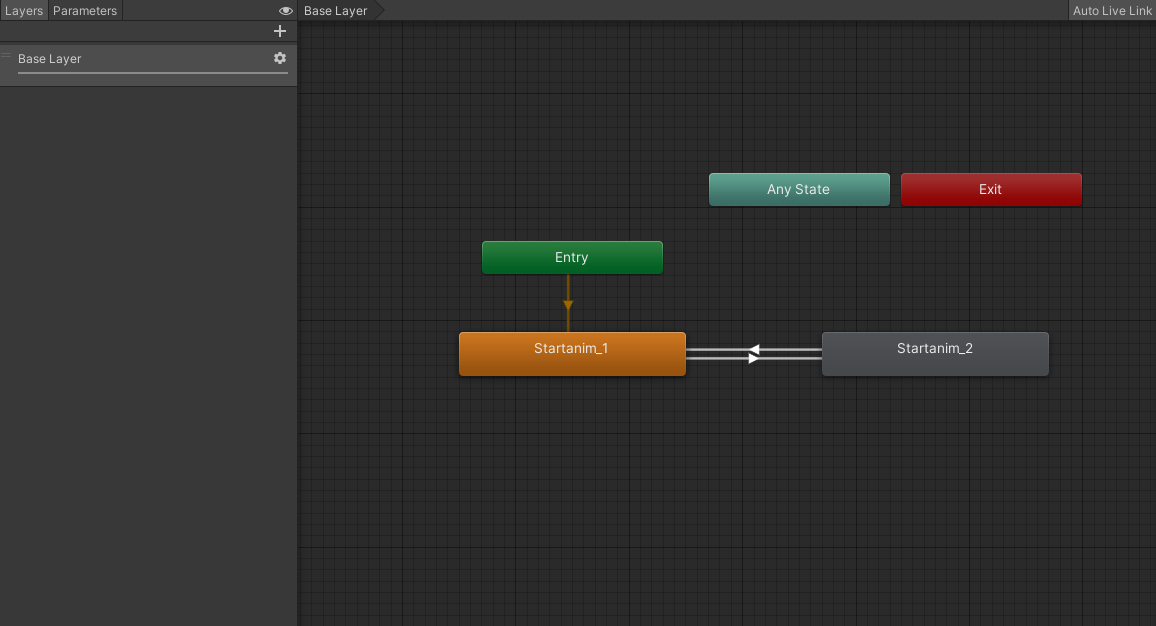 Layers Parameters
Base Layer
Auto Live Link
Base Layer
Any State
Exit
Entry
Startanim_1
Startanim_2